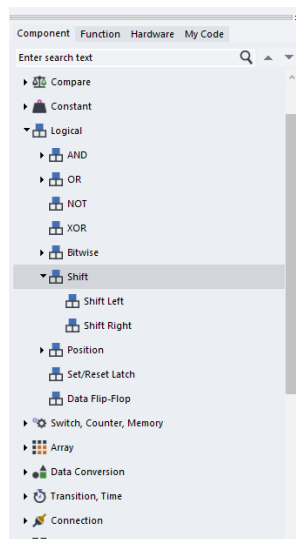 Component Function Hardware My Code
Enter search text
Compare
Constant
Logical
AND
OR
NOT
XOR
Bitwise
Shift
Shift Left
Shift Right
Position
Set/Reset Latch
Data Flip-Flop
Switch, Counter, Memory
Array
Data Conversion
Transition, Time
Connection